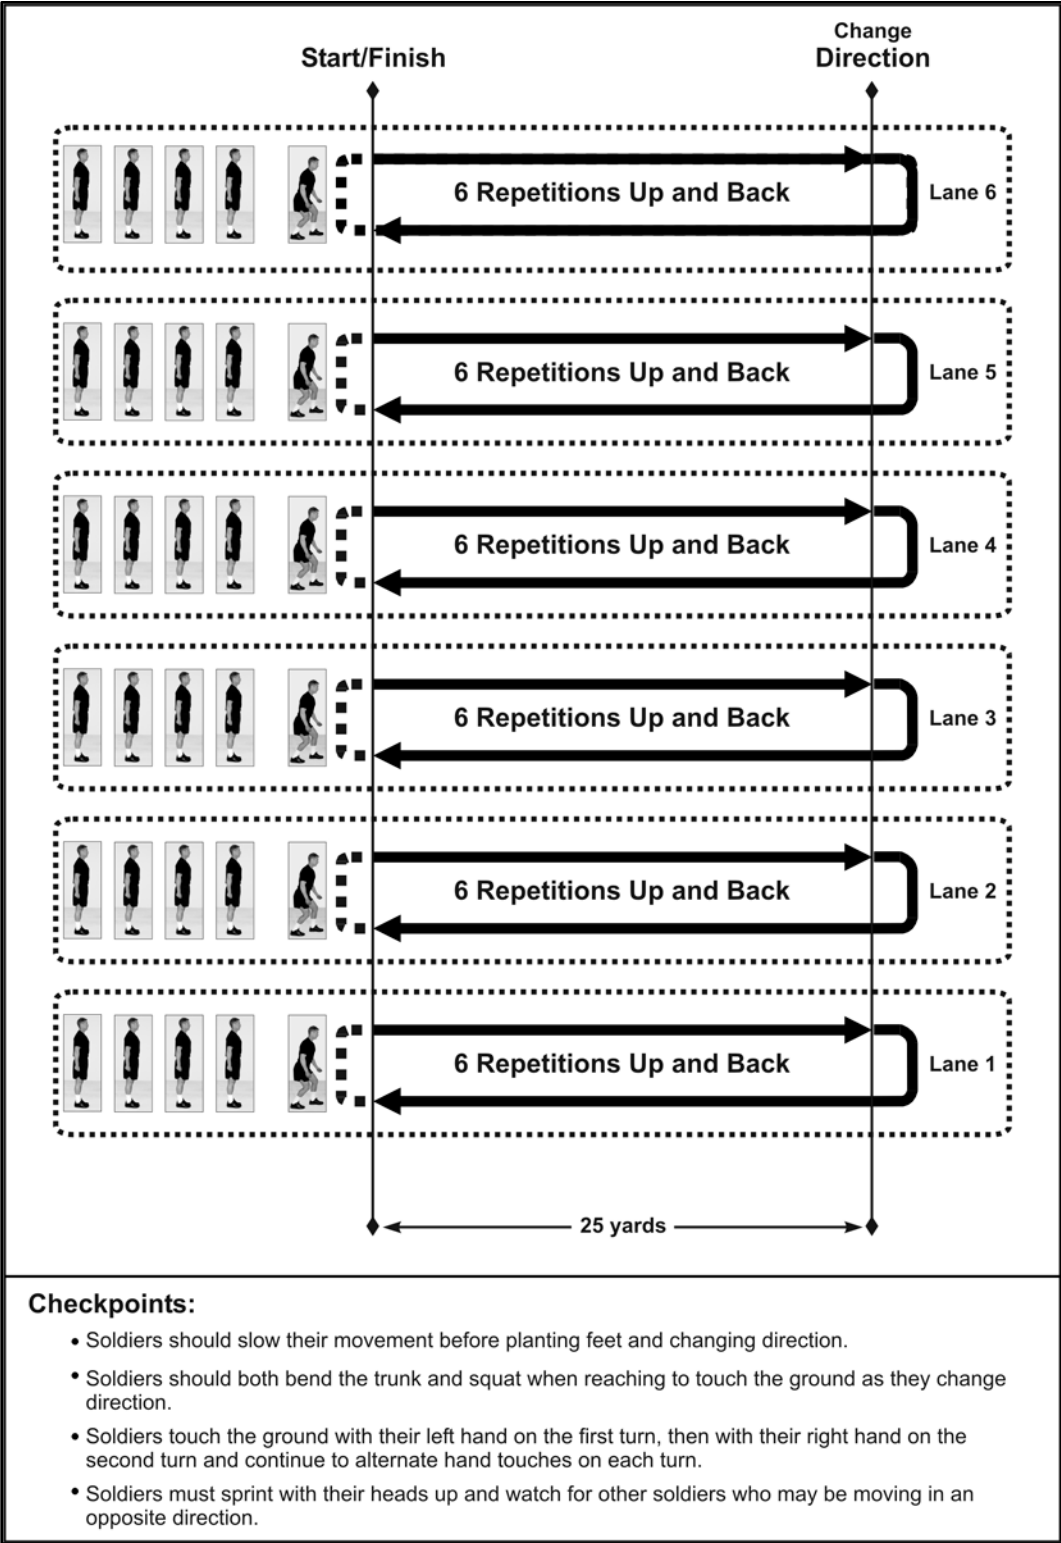 Change
Start/Finish
Direction
6 Repetitions Up and Back
Lane 6
6 Repetitions Up and Back
Lane 5
6 Repetitions Up and Back
Lane 4
6 Repetitions Up and Back
Lane 3
6 Repetitions Up and Back
Lane 2
6 Repetitions Up and Back
Lane 1
25 yards
Checkpoints:
• Soldiers should slow their movement before planting feet and changing direction.
• Soldiers should both bend the trunk and squat when reaching to touch the ground as they change
direction.
• Soldiers touch the ground with their left hand on the first turn, then with their right hand on the
second turn and continue to alternate hand touches on each turn.
• Soldiers must sprint with their heads up and watch for other soldiers who may be moving in an
opposite direction.